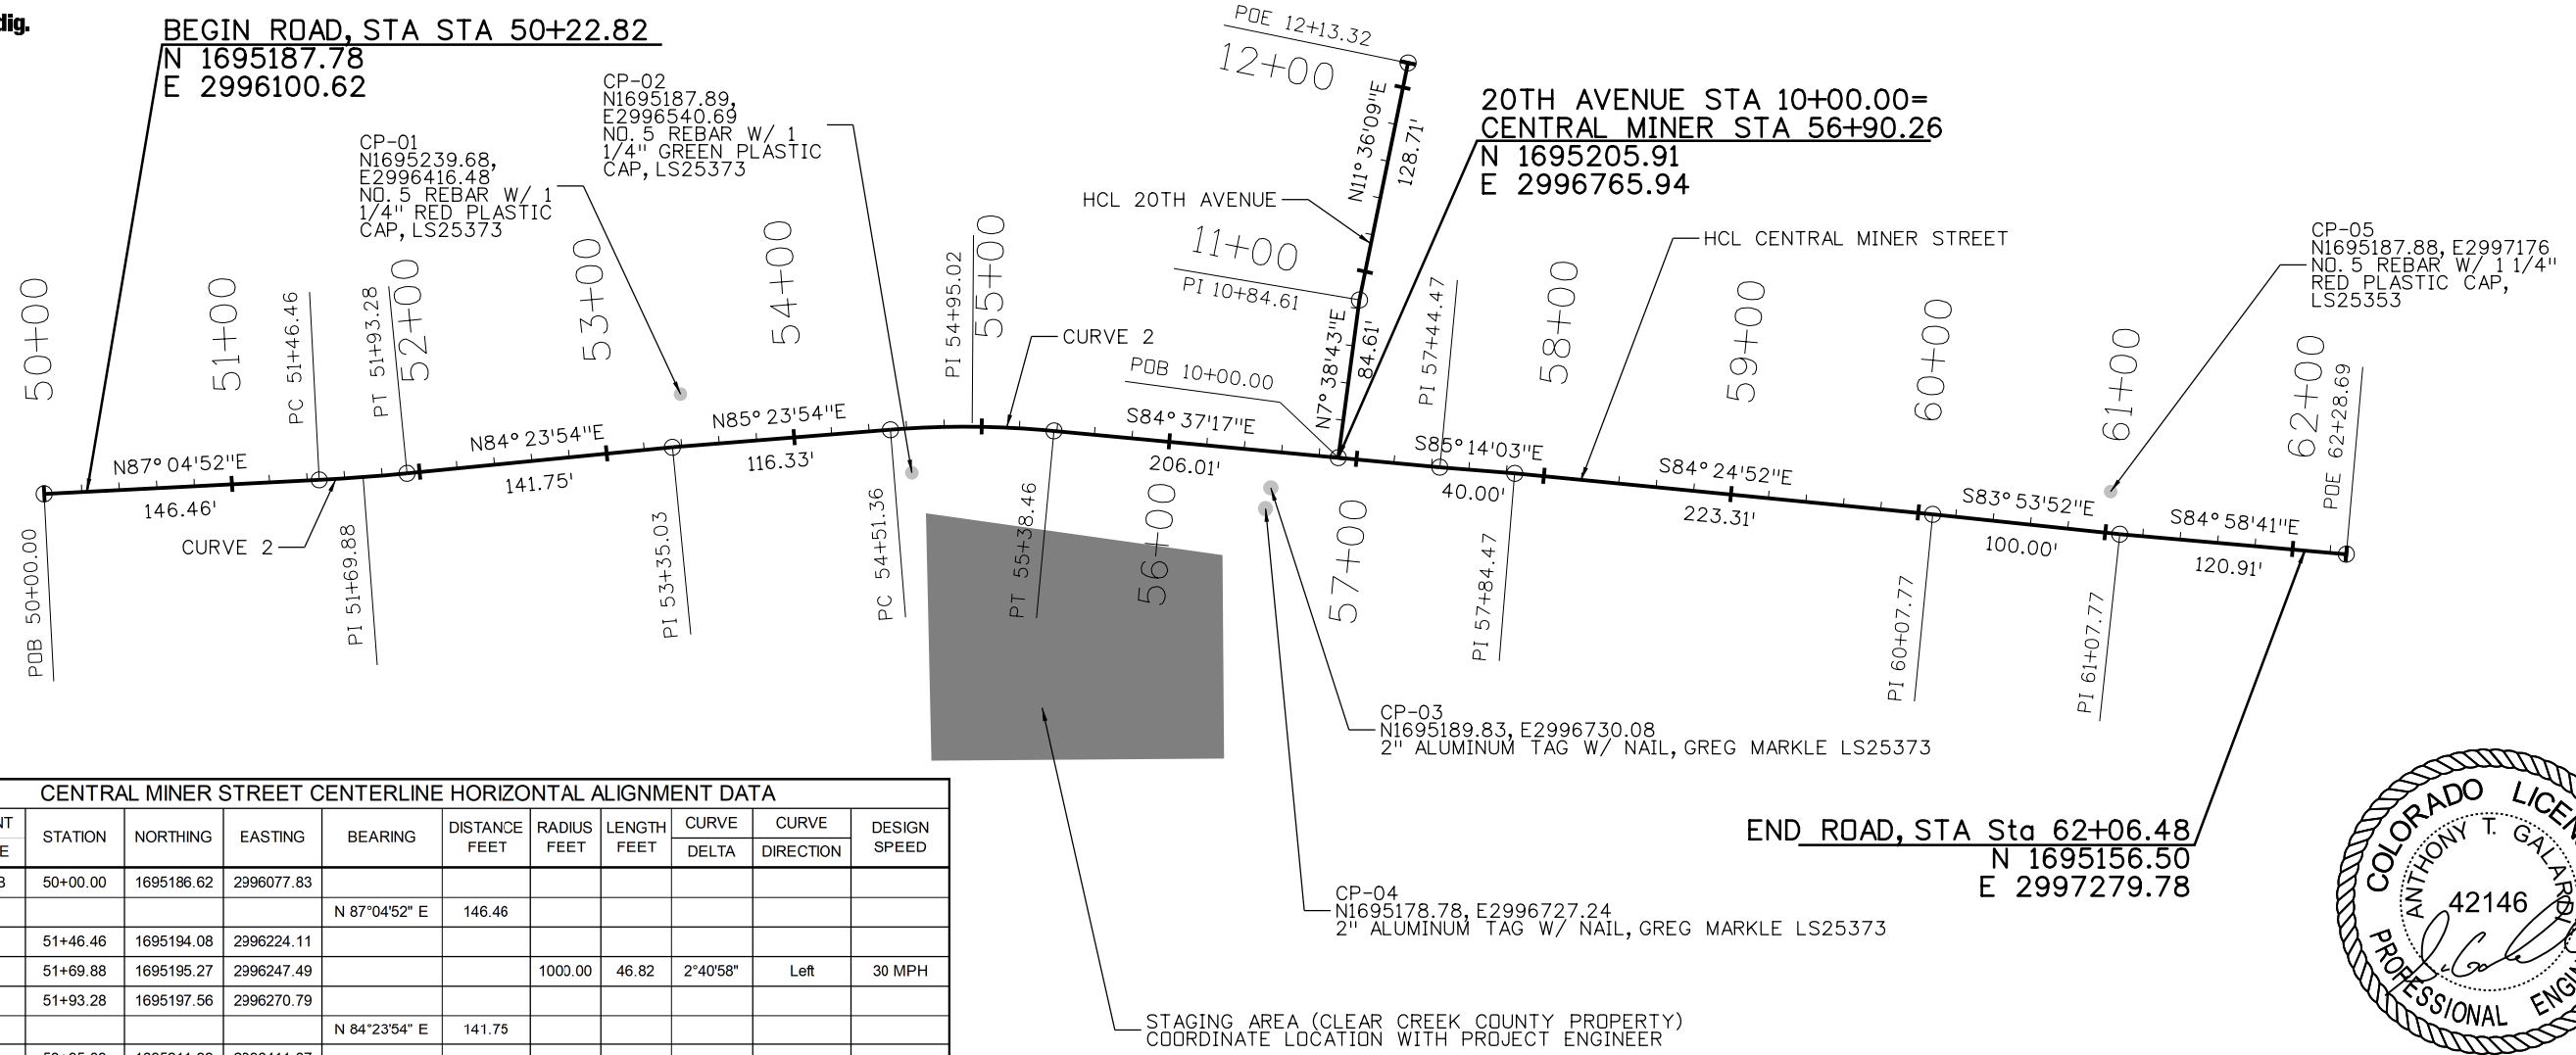 dig.
BEGIN ROAD, STA STA 50+22.82
N 1695187.78
E 2996100.62
CP-01
N1695239.68,
E2996416.48
NO. 5 REBAR W/ 1
1/4" RED PLASTIC
CAP, LS25373
CP-02
N1695187.89,
E2996540.69
NO. 5 REBAR W/ 1
1/4" GREEN PLASTIC
CAP, LS25373
POE 12+13.32
12+00
N11° 36'09"E
128.71'
HCL 20TH AVENUE
11+00
PI 10+84.61
N7° 38'43"E
84.61'
POB 10+00.00
20TH AVENUE STA 10+00.00=
CENTRAL MINER STA 56+90.26
N 1695205.91
E 2996765.94
HCL CENTRAL MINER STREET
CP-05
N1695187.88, E2997176
NO. 5 REBAR W/ 1 1/4"
RED PLASTIC CAP,
LS25353
50+00
51+00
PC 51+46.46
PT 51+93.28
52+00
53+00
54+00
PI 54+95.02
55+00
CURVE 2
PI 57+44.47
58+00
59+00
60+00
61+00
62+00
POE 62+28.69
N87° 04'52"E
146.46'
N84° 23'54"E
141.75'
N85° 23'54"E
116.33'
S84° 37'17"E
206.01'
S85° 14'03"E
40.00'
S84° 24'52"E
223.31'
S83° 53'52"E
100.00'
S84° 58'41"E
120.91'
POB 50+00.00
CURVE 2
PI 51+69.88
PI 53+35.03
PC 54+51.36
PT 55+38.46
56+00
57+00
PI 57+84.47
PI 60+07.77
PI 61+07.77
CP-03
N1695189.83, E2996730.08
2" ALUMINUM TAG W/ NAIL, GREG MARKLE LS25373
CP-04
N1695178.78, E2996727.24
2" ALUMINUM TAG W/ NAIL, GREG MARKLE LS25373
STAGING AREA (CLEAR CREEK COUNTY PROPERTY)
COORDINATE LOCATION WITH PROJECT ENGINEER
END ROAD, STA Sta 62+06.48
N 1695156.50
E 2997279.78
CENTRAL MINER STREET CENTERLINE HORIZONTAL ALIGNMENT DATA
STATION NORTHING EASTING BEARING DISTANCE FEET RADIUS FEET LENGTH FEET CURVE DELTA CURVE DIRECTION DESIGN SPEED
50+00.00 1695186.62 2996077.83
N 87°04'52" E 146.46
51+46.46 1695194.08 2996224.11
51+69.88 1695195.27 2996247.49 1000.00 46.82 2°40'58" Left 30 MPH
51+93.28 1695197.56 2996270.79
N 84°23'54" E 141.75
COLORADO LICEN
ANTHONY T. GALARDI
42146
PROFESSIONAL ENGI